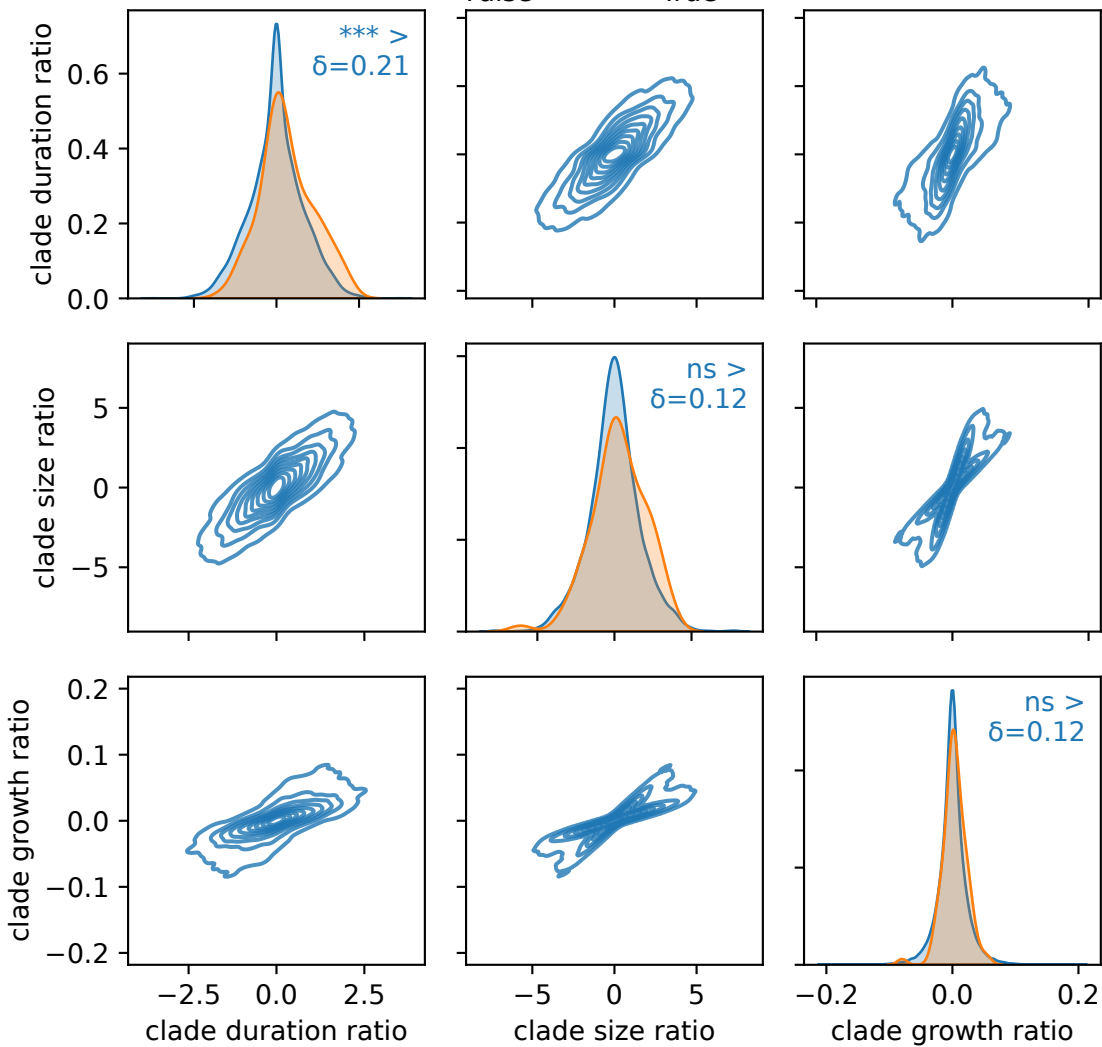 clade duration ratio
0.6
0.4
0.2
0.0
*** >
δ=0.21
clade size ratio
5
0
−5
ns >
δ=0.12
clade growth ratio
0.2
0.1
0.0
−0.1
−0.2
ns >
δ=0.12
−2.5 0.0 2.5
clade duration ratio
−5 0 5
clade size ratio
−0.2 0.0 0.2
clade growth ratio